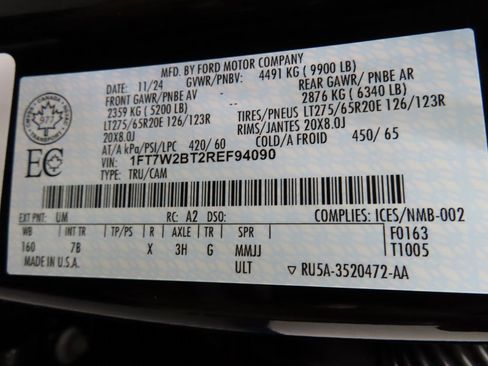 MFD. BY FORD MOTOR COMPANY
DATE: 11/24 GVWR/PNBV: 4491 KG ( 9900 LB)
FRONT GAWR/PNBE AV REAR GAWR/ PNBE AR
2359 KG ( 5200 LB) 2876 KG ( 6340 LB)
LT275/65R20E 126/123R TIRES/PNEUS LT275/65R20E 126/123R
20X8.0J RIMS/JANTES 20X8.0J
AT/A kPa/PSI/LPC 420/60 COLD/A FROID 450/65
VIN: 1FT7W2BT2REF94090
TYPE: TRU/CAM
977
EC
EXT PNT: UM RC: A2 DSO: COMPLIES: ICES/NMB-002
WB INT TR TP/PS R AXLE TR SPR F0163
160 7B X 3H G MMJJ T1005
MADE IN U.S.A. ULT ▽ RU5A-3520472-AA